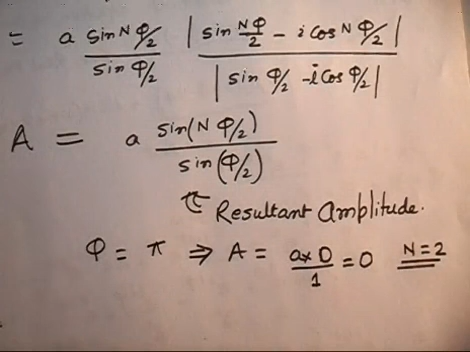 = a sin N Φ/2 / sin Φ/2 | sin NΦ/2 - i cos N Φ/2 | / | sin Φ/2 - i cos Φ/2 |
A = a sin(N Φ/2) / sin(Φ/2)
Resultant Amplitude.
Φ = π ⇒ A = a×0/1 = 0 N=2